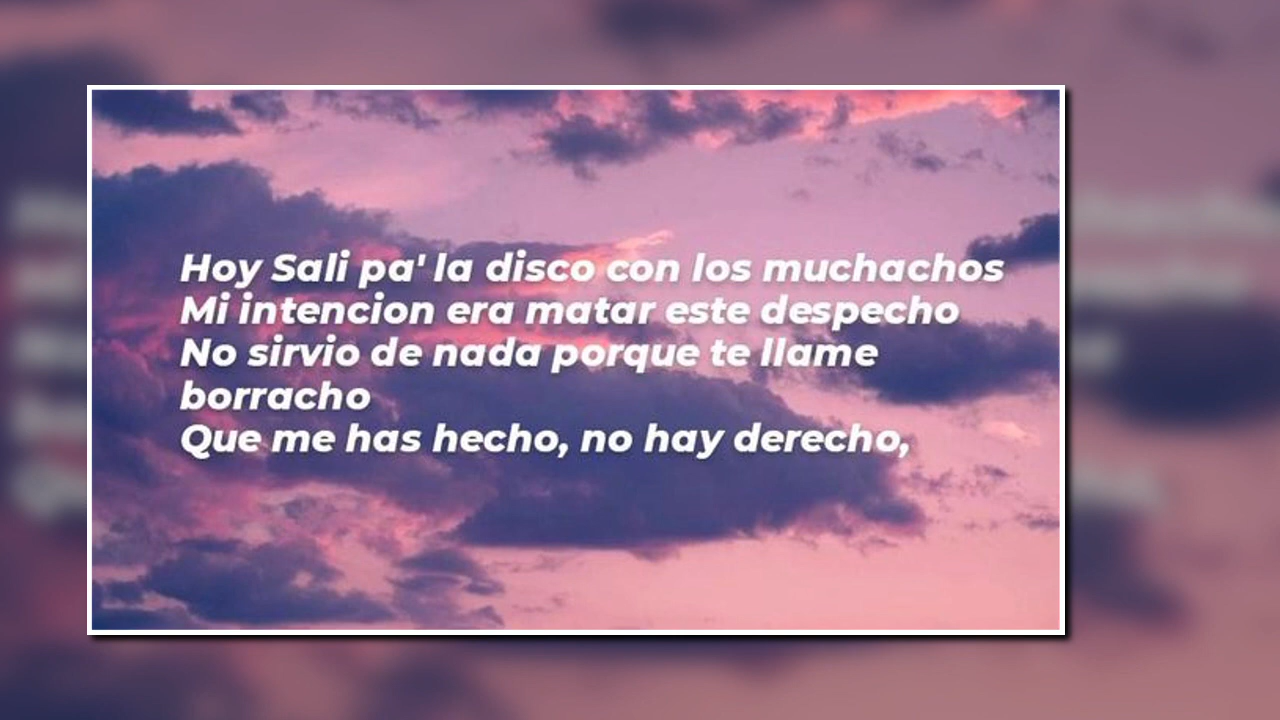 Hoy Sali pa' la disco con los muchachos
Mi intencion era matar este despecho
No sirvio de nada porque te llame
borracho
Que me has hecho, no hay derecho,